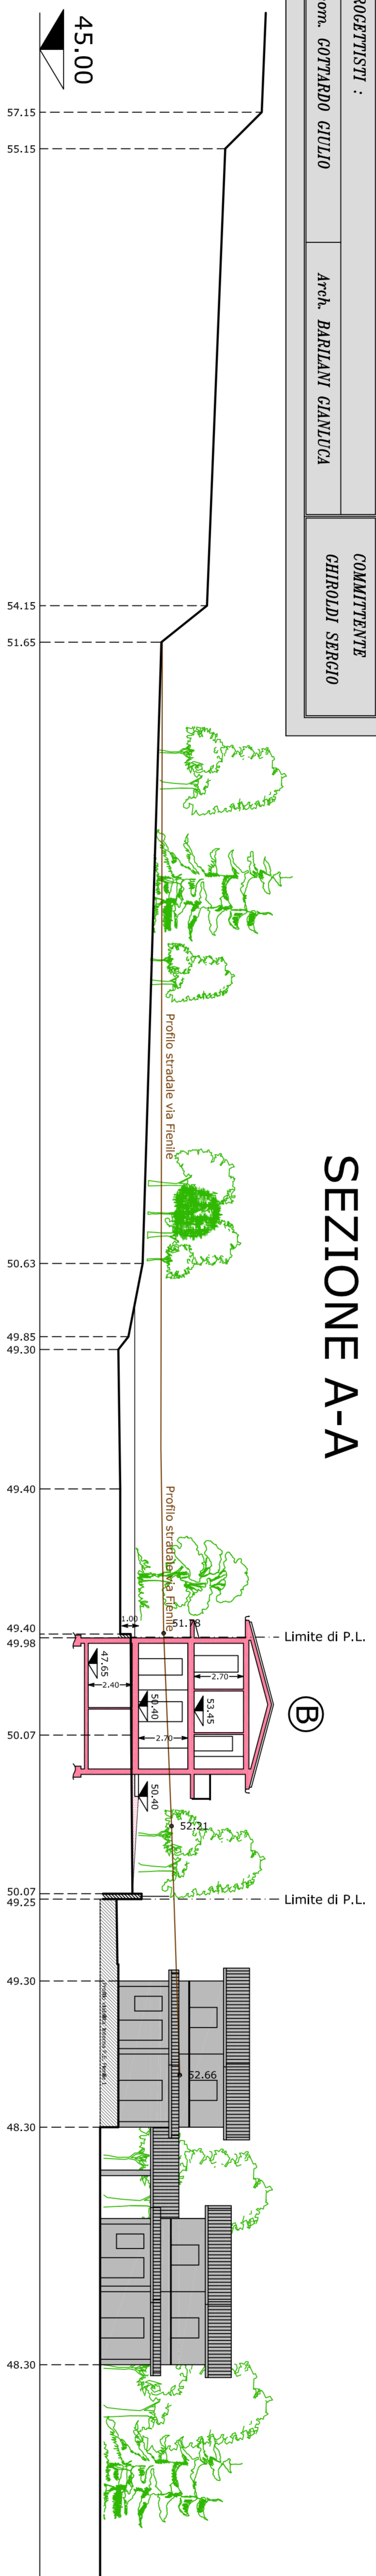 ROGETTISTI :
om. GOTTARDO GIULIO
Arch. BARILANI GIANLUCA
COMMITTENTE
GHIROLDI SERGIO
SEZIONE A-A
45.00
57.15
55.15
54.15
51.65
Profilo stradale via Fienile
50.63
49.85
49.30
49.40
Profilo stradale via Fienile
1.00
51.78
49.40
49.98
Limite di P.L.
B
47.65
2.40
50.40
2.70
53.45
2.70
50.07
50.40
52.21
50.07
49.25
Limite di P.L.
49.30
52.66
48.30
48.30